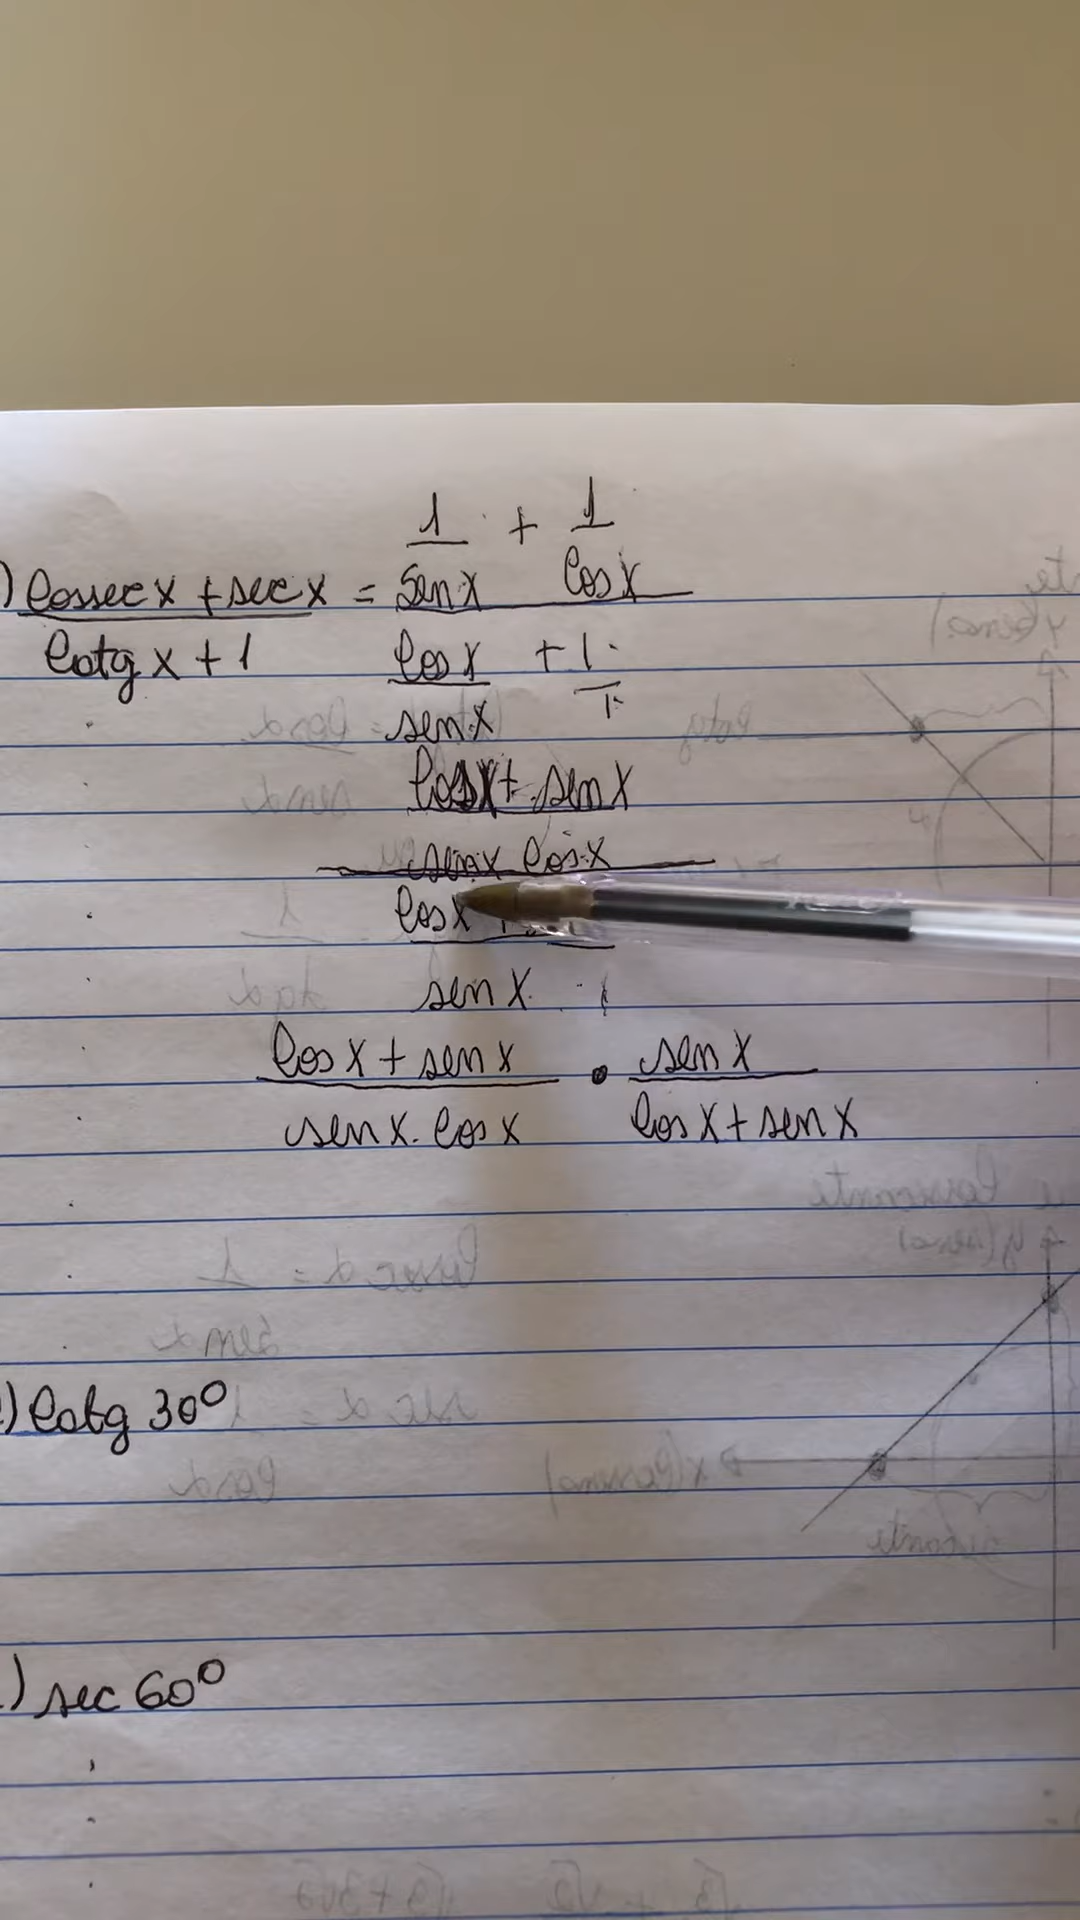 1 + 1
) cossec x + sec x = sen x cos x
cotg x + 1 cos x + 1
sen x 1
cos x + sen x
sen x cos x
cos x +
sen x
cos x + sen x . sen x
sen x . cos x cos x + sen x
) cotg 30°
) sec 60°